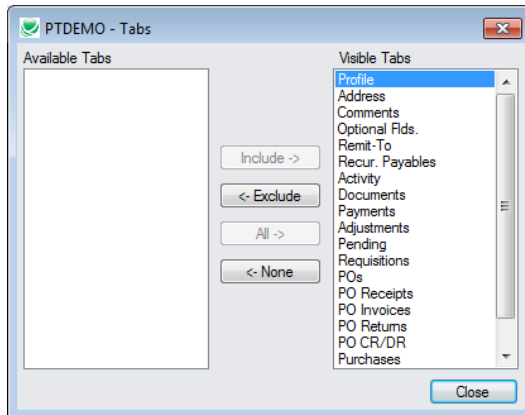 PTDEMO - Tabs
Available Tabs
Visible Tabs
Profile
Address
Comments
Optional Flds.
Remit-To
Recur. Payables
Activity
Documents
Payments
Adjustments
Pending
Requisitions
POs
PO Receipts
PO Invoices
PO Returns
PO CR/DR
Purchases
Include ->
<- Exclude
All ->
<- None
Close